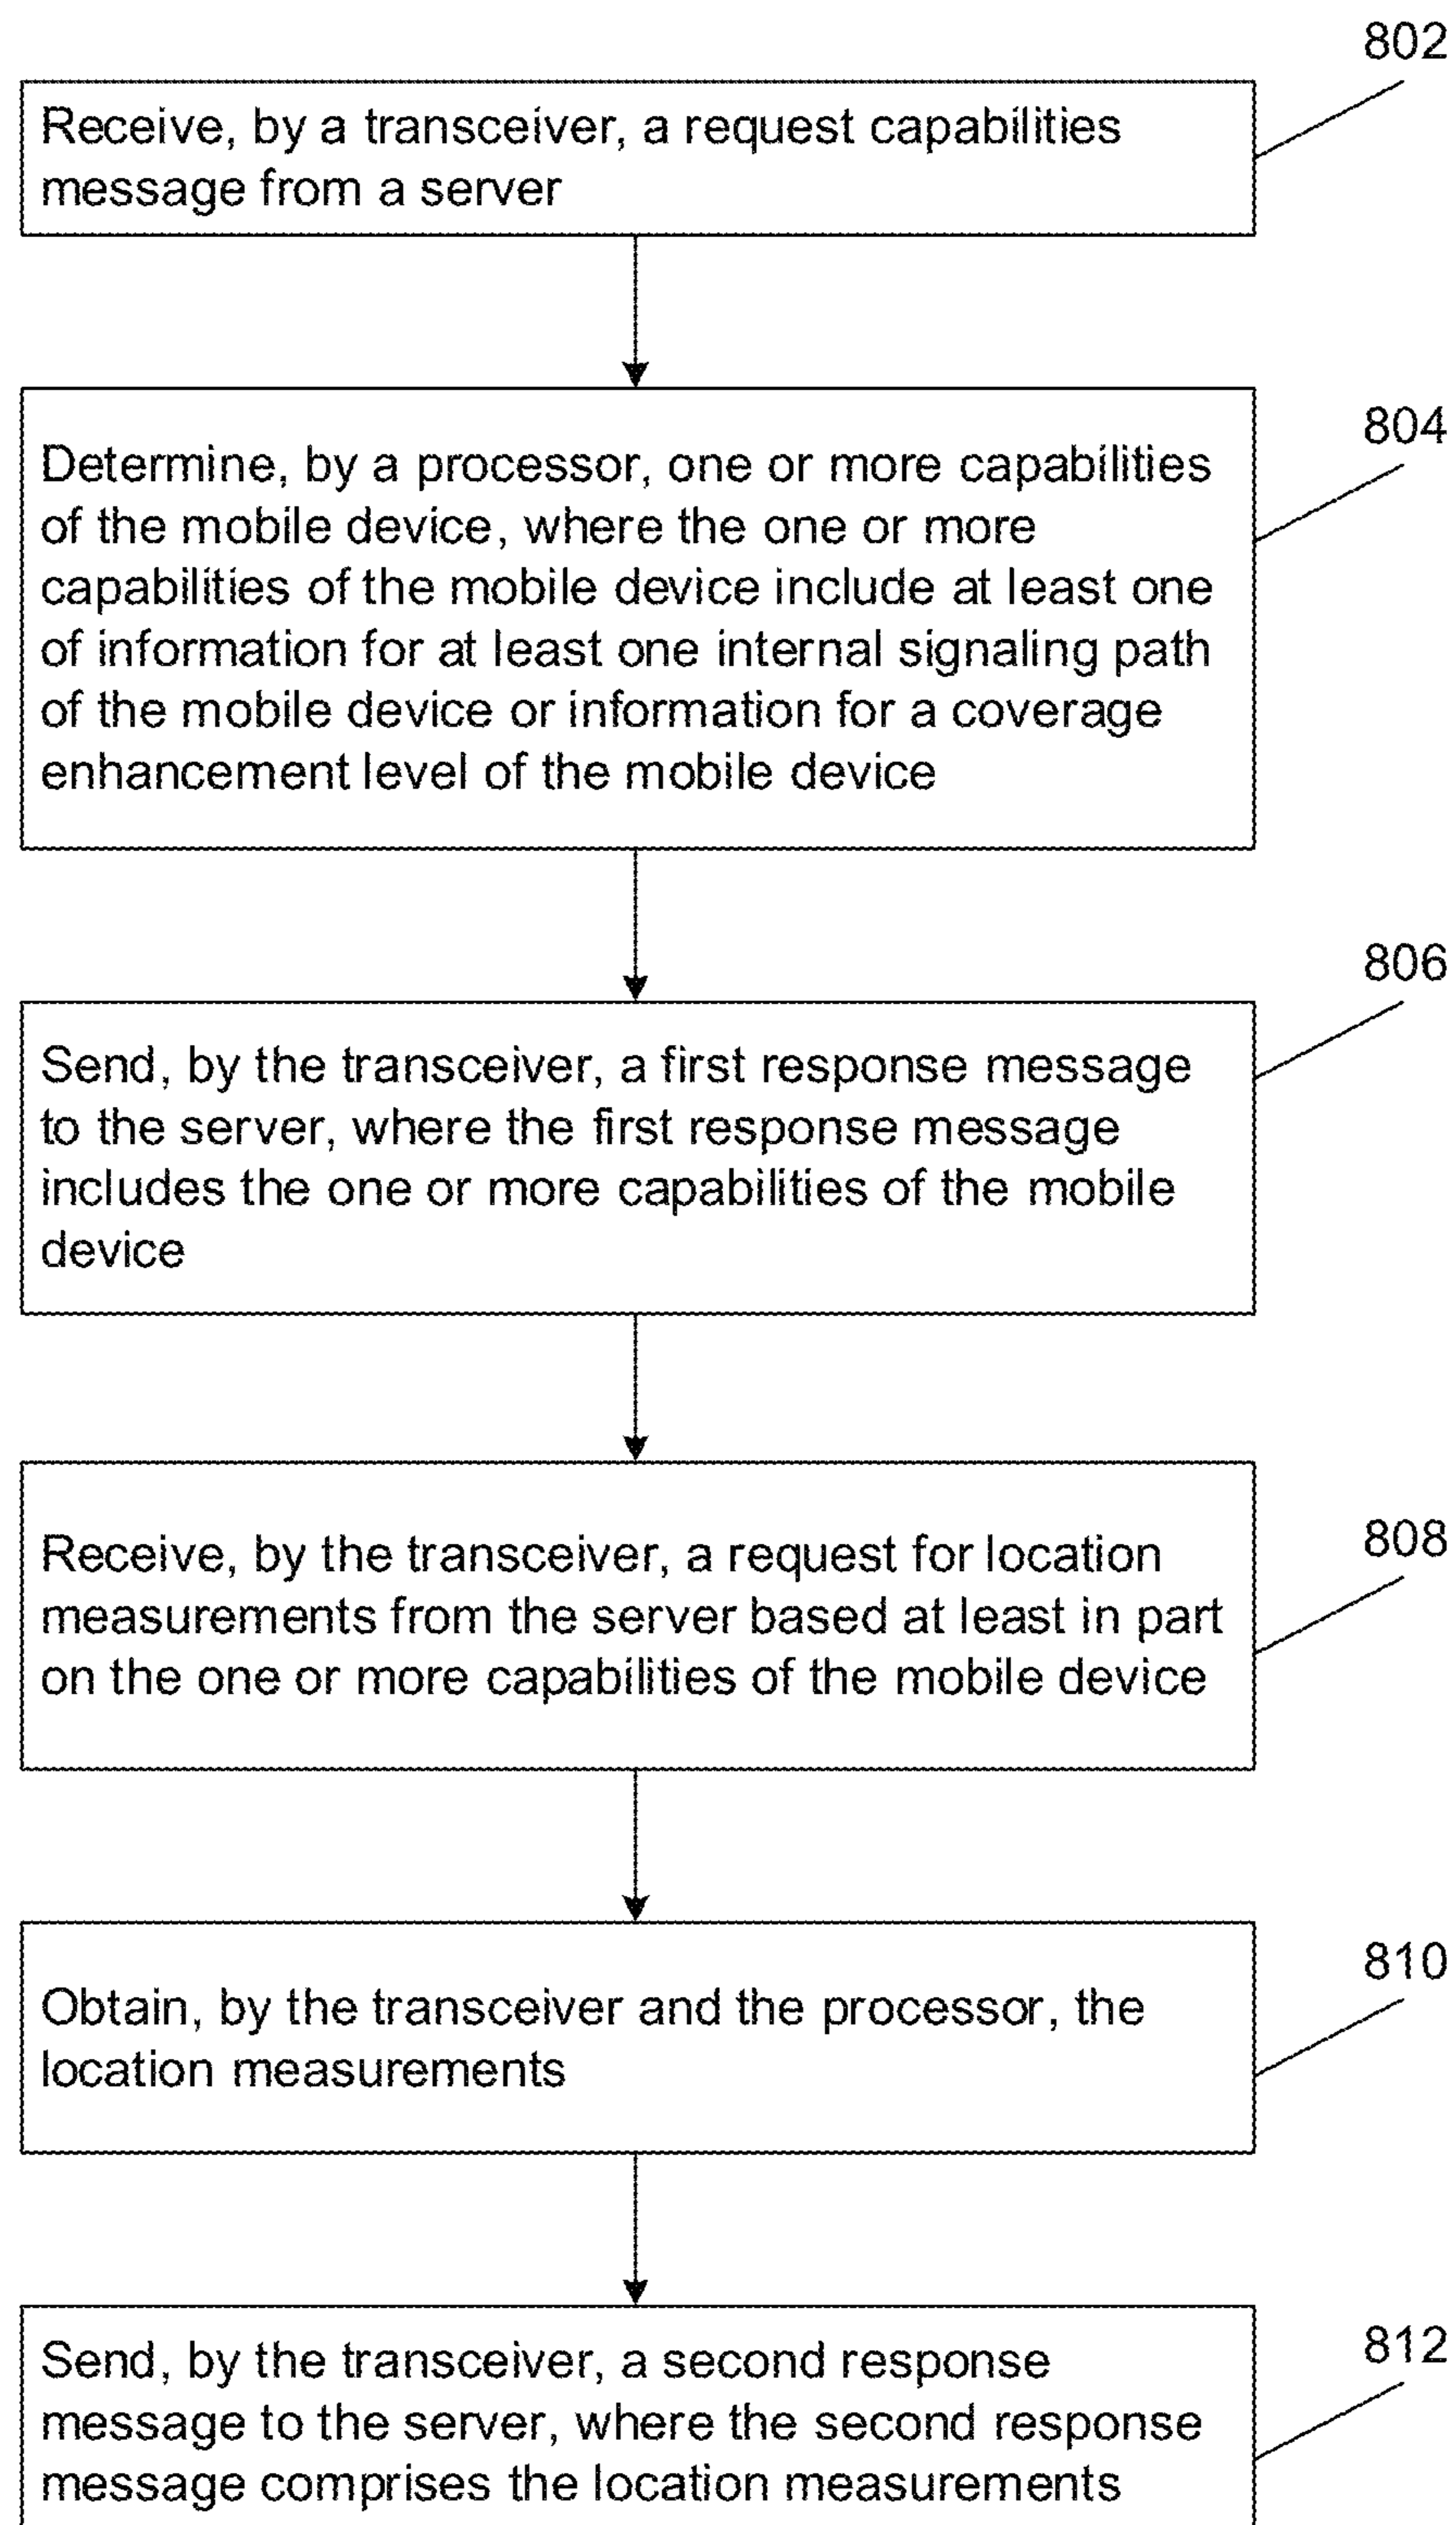 802
Receive, by a transceiver, a request capabilities
message from a server
804
Determine, by a processor, one or more capabilities
of the mobile device, where the one or more
capabilities of the mobile device include at least one
of information for at least one internal signaling path
of the mobile device or information for a coverage
enhancement level of the mobile device
806
Send, by the transceiver, a first response message
to the server, where the first response message
includes the one or more capabilities of the mobile
device
808
Receive, by the transceiver, a request for location
measurements from the server based at least in part
on the one or more capabilities of the mobile device
810
Obtain, by the transceiver and the processor, the
location measurements
812
Send, by the transceiver, a second response
message to the server, where the second response
message comprises the location measurements